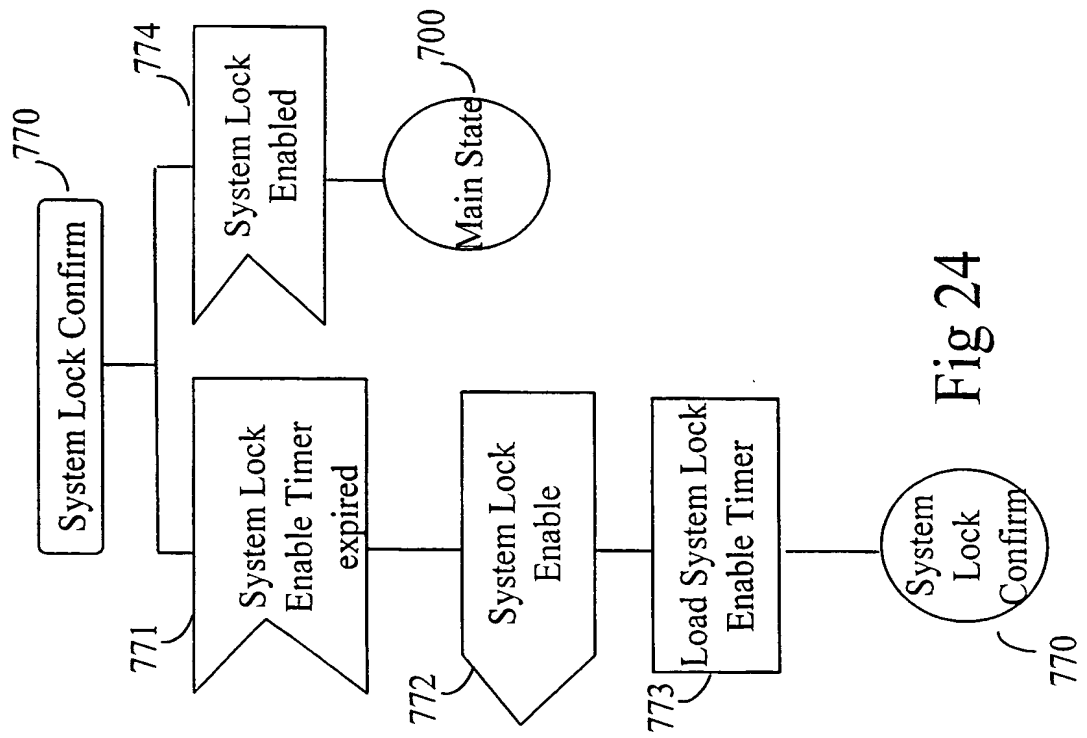 770
System Lock Confirm
771
System Lock
Enable Timer
expired
774
System Lock
Enabled
772
System Lock
Enable
700
Main State
773
Load System Lock
Enable Timer
System
Lock
Confirm
770
Fig 24